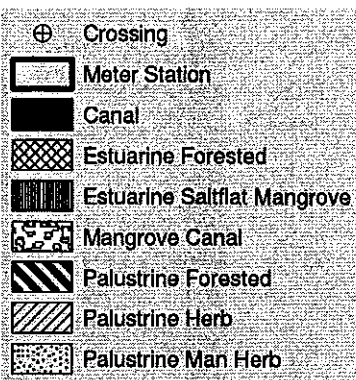 Crossing
Meter Station
Canal
Estuarine Forested
Estuarine Saltflat Mangrove
Mangrove Canal
Palustrine Forested
Palustrine Herb
Palustrine Man Herb